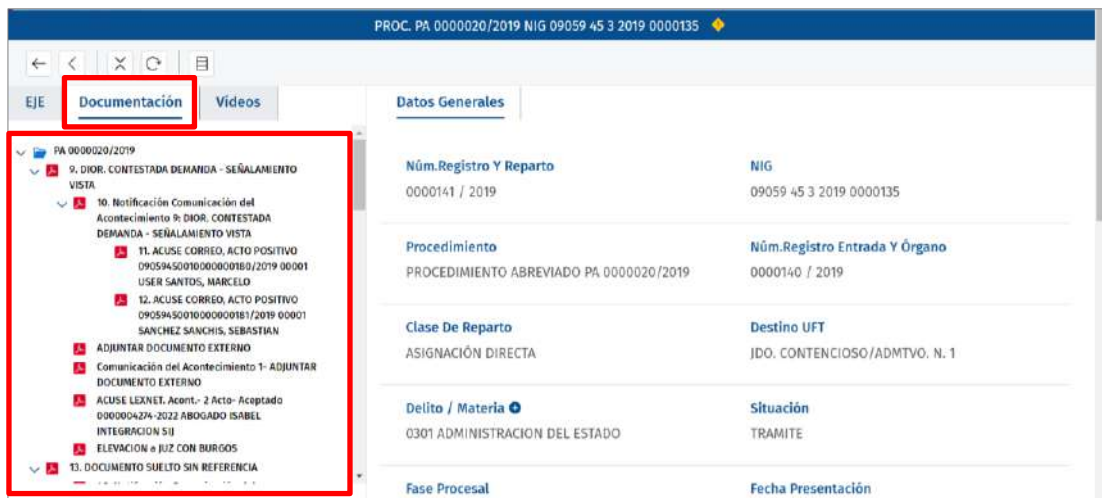 PROC. PA 0000020/2019 NIG 09059 45 3 2019 0000135
EJE
Documentación
Vídeos
PA 0000020/2019
9. DIOR. CONTESTADA DEMANDA - SEÑALAMIENTO
VISTA
10. Notificación Comunicación del
Acontecimiento 9: DIOR. CONTESTADA
DEMANDA - SEÑALAMIENTO VISTA
11. ACUSE CORREO, ACTO POSITIVO
09059450010000000180/2019 00001
USER SANTOS, MARCELO
12. ACUSE CORREO, ACTO POSITIVO
09059450010000000181/2019 00001
SANCHEZ SANCHIS, SEBASTIAN
ADJUNTAR DOCUMENTO EXTERNO
Comunicación del Acontecimiento 1- ADJUNTAR
DOCUMENTO EXTERNO
ACUSE LEXNET. Acont.- 2 Acto- Aceptado
0000004274-2022 ABOGADO ISABEL
INTEGRACION SIJ
ELEVACION a JUZ CON BURGOS
13. DOCUMENTO SUELTO SIN REFERENCIA
Datos Generales
Núm.Registro Y Reparto
0000141 / 2019
NIG
09059 45 3 2019 0000135
Procedimiento
PROCEDIMIENTO ABREVIADO PA 0000020/2019
Núm.Registro Entrada Y Órgano
0000140 / 2019
Clase De Reparto
ASIGNACIÓN DIRECTA
Destino UFT
JDO. CONTENCIOSO/ADMTVO. N. 1
Delito / Materia
0301 ADMINISTRACION DEL ESTADO
Situación
TRAMITE
Fase Procesal
Fecha Presentación